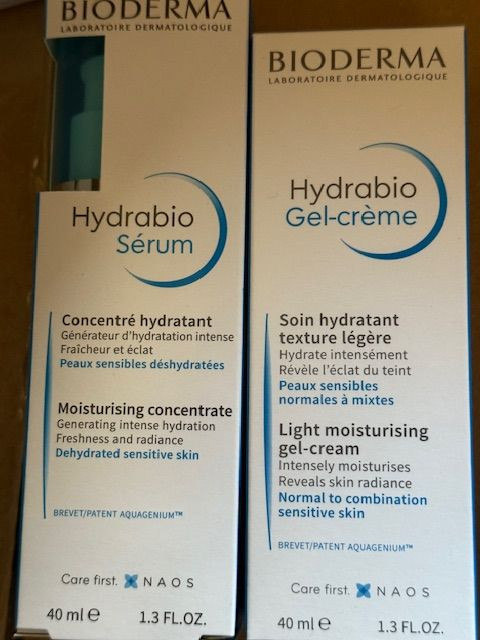 BIODERMA
LABORATOIRE DERMATOLOGIQUE
Hydrabio
Sérum
Concentré hydratant
Générateur d'hydratation intense
Fraîcheur et éclat
Peaux sensibles déshydratées
Moisturising concentrate
Generating intense hydration
Freshness and radiance
Dehydrated sensitive skin
BREVET/PATENT AQUAGENIUM™
Care first. NAOS
40 ml e 1.3 FL.OZ.
BIODERMA
LABORATOIRE DERMATOLOGIQUE
Hydrabio
Gel-crème
Soin hydratant
texture légère
Hydrate intensément
Révèle l'éclat du teint
Peaux sensibles
normales à mixtes
Light moisturising
gel-cream
Intensely moisturises
Reveals skin radiance
Normal to combination
sensitive skin
BREVET/PATENT AQUAGENIUM™
Care first. NAOS
40 ml e 1.3 FL.OZ.